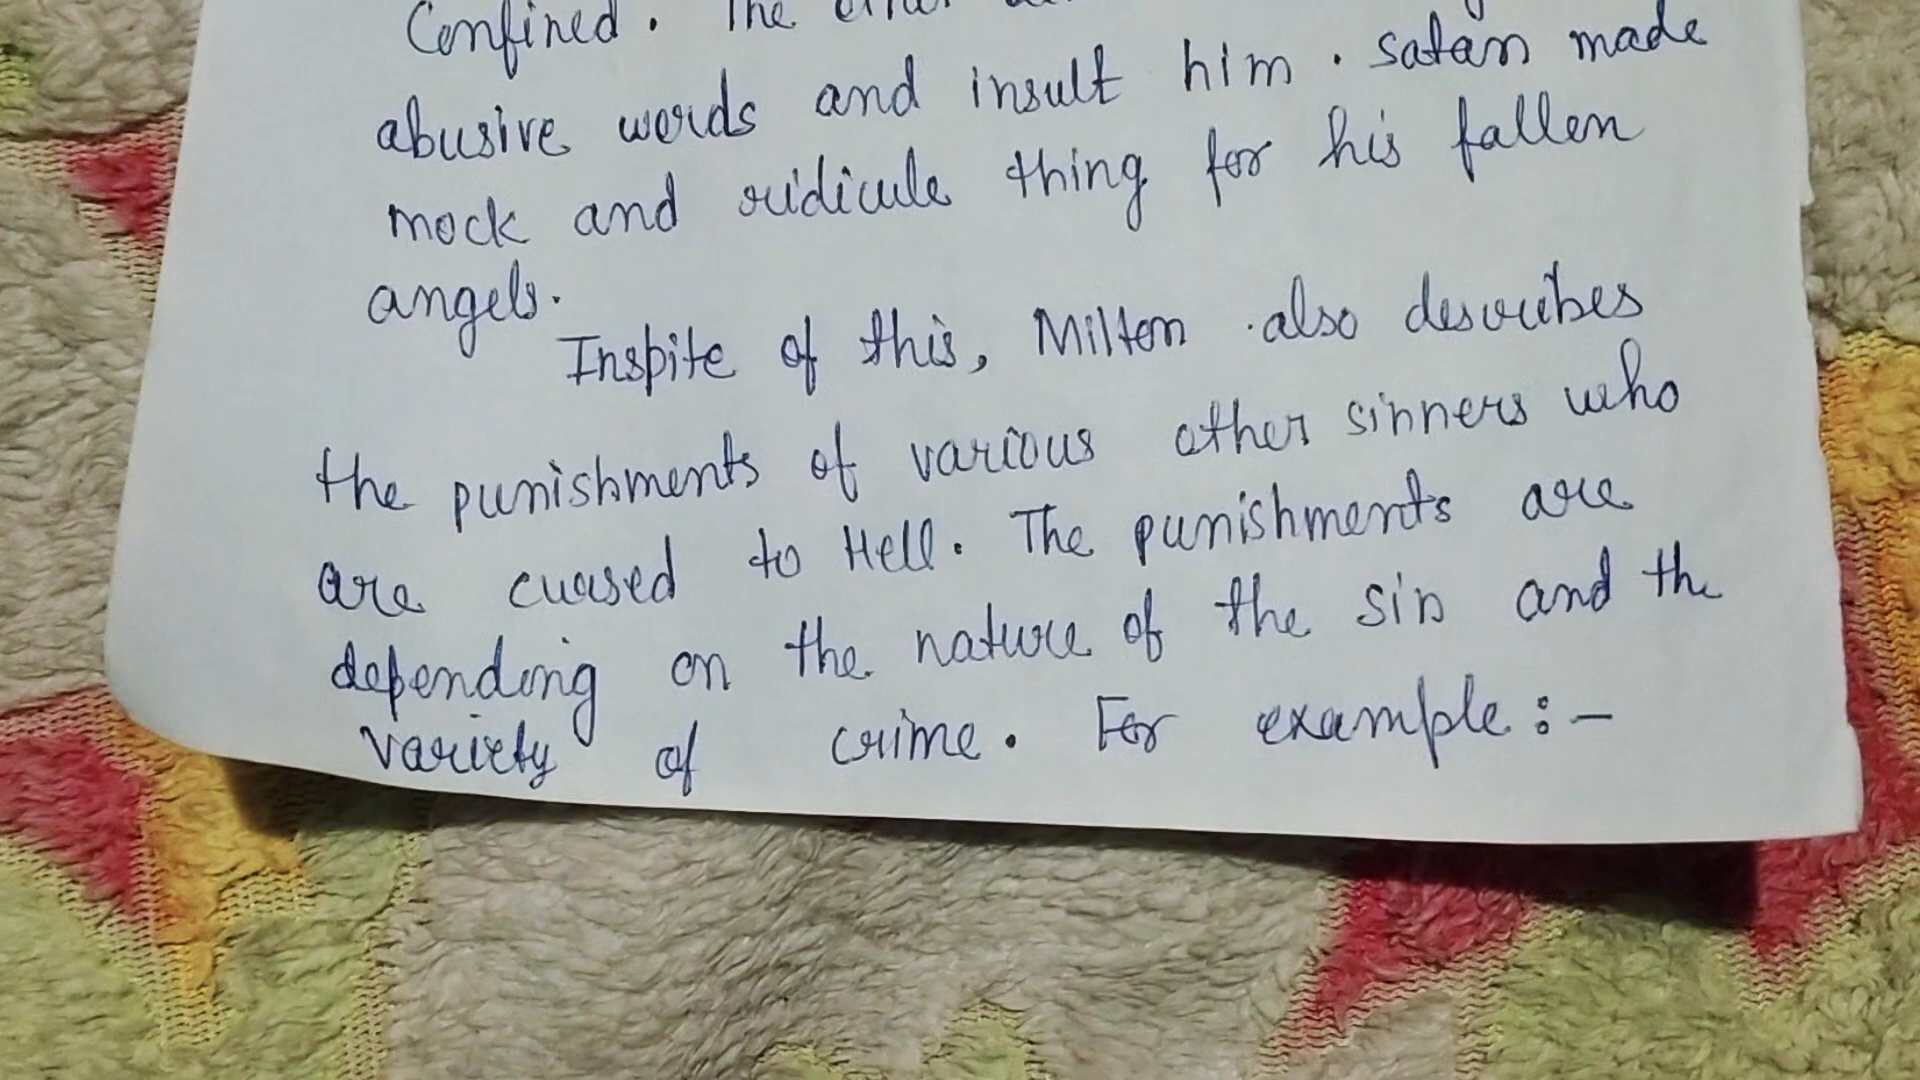 Confined. The
abusive words and insult him. satan made
mock and ridicule thing for his fallen
angels.
Inspite of this, Milton also describes
the punishments of various other sinners who
are cursed to Hell. The punishments are
depending on the nature of the sin and the
variety of crime. For example :-